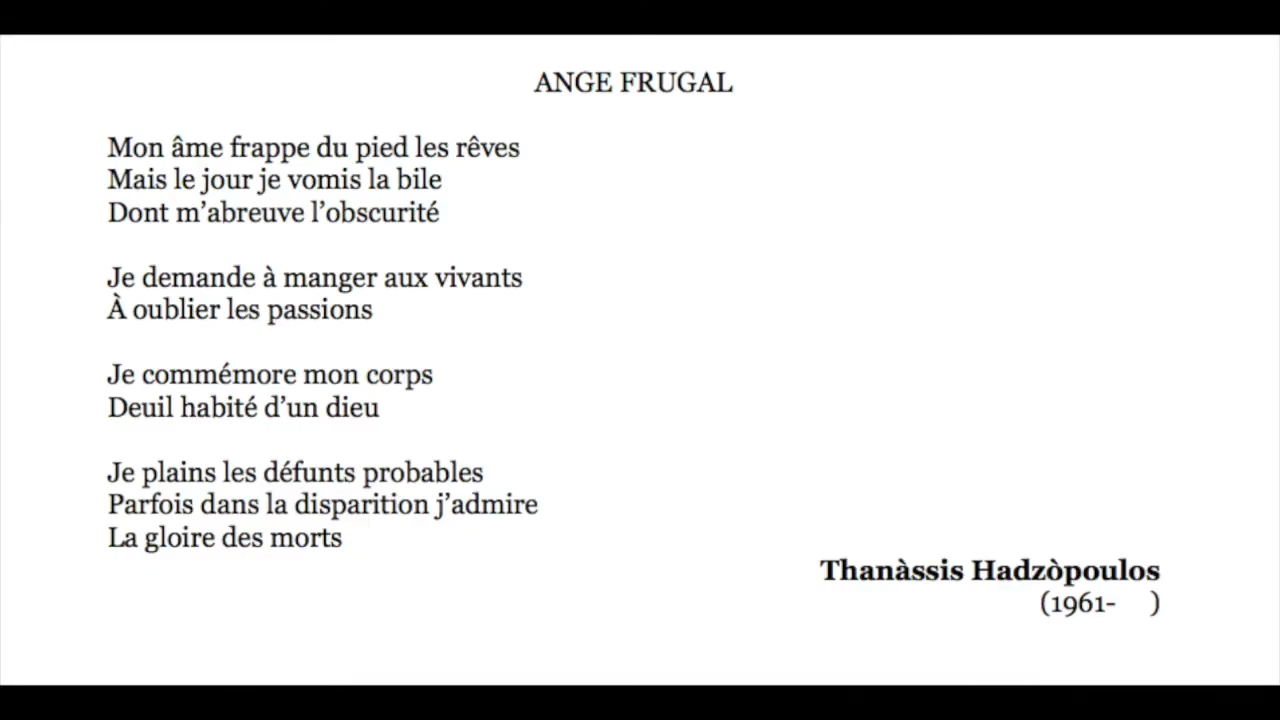 ANGE FRUGAL
Mon âme frappe du pied les rêves
Mais le jour je vomis la bile
Dont m’abreuve l’obscurité
Je demande à manger aux vivants
À oublier les passions
Je commémore mon corps
Deuil habité d’un dieu
Je plains les défunts probables
Parfois dans la disparition j’admire
La gloire des morts
Thanàssis Hadzòpoulos
(1961- )